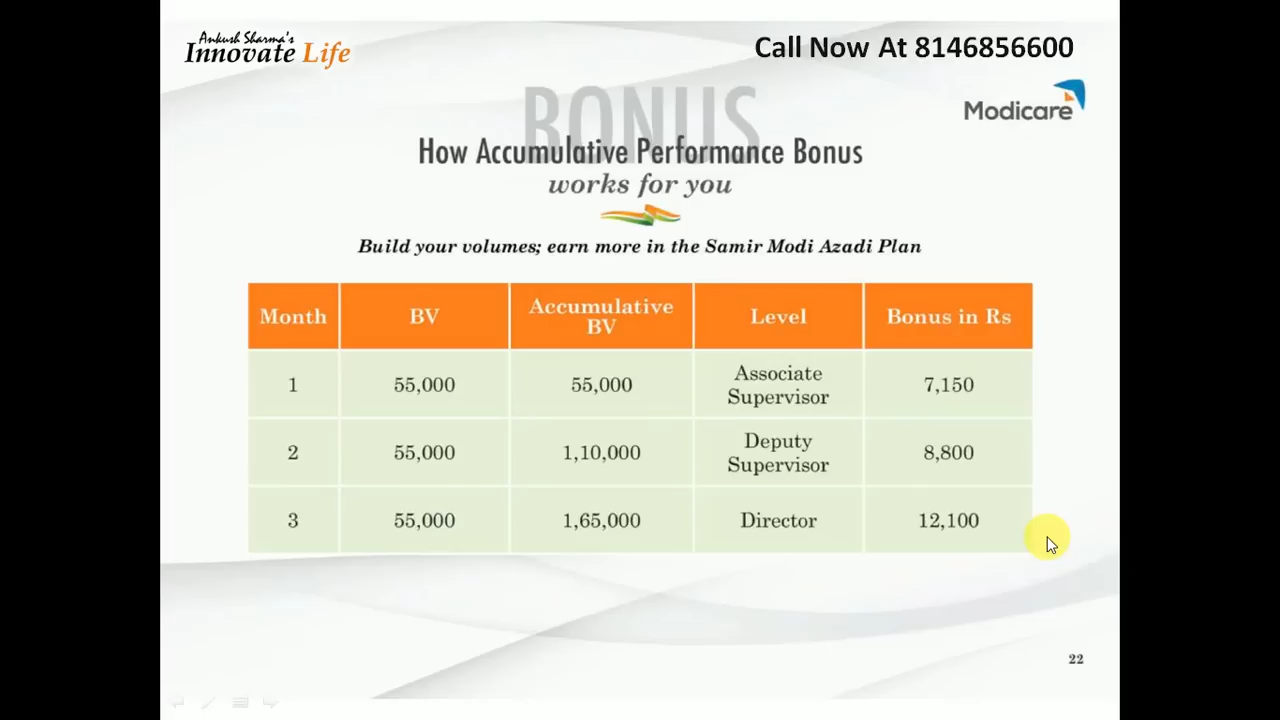 Ankush Sharma's
Innovate Life
Call Now At 8146856600
Modicare
BONUS
How Accumulative Performance Bonus
works for you
Build your volumes; earn more in the Samir Modi Azadi Plan
Month BV Accumulative BV Level Bonus in Rs
1 55,000 55,000 Associate Supervisor 7,150
2 55,000 1,10,000 Deputy Supervisor 8,800
3 55,000 1,65,000 Director 12,100
22